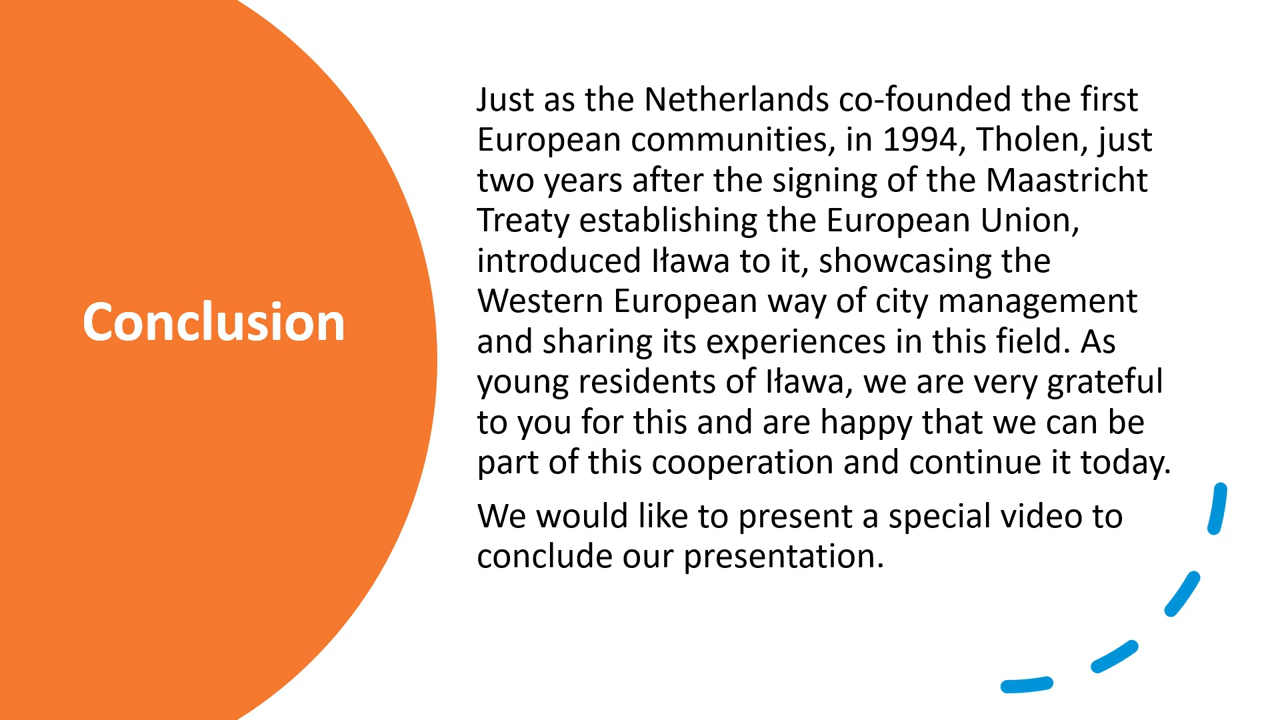 Conclusion
Just as the Netherlands co-founded the first
European communities, in 1994, Tholen, just
two years after the signing of the Maastricht
Treaty establishing the European Union,
introduced Iława to it, showcasing the
Western European way of city management
and sharing its experiences in this field. As
young residents of Iława, we are very grateful
to you for this and are happy that we can be
part of this cooperation and continue it today.
We would like to present a special video to
conclude our presentation.